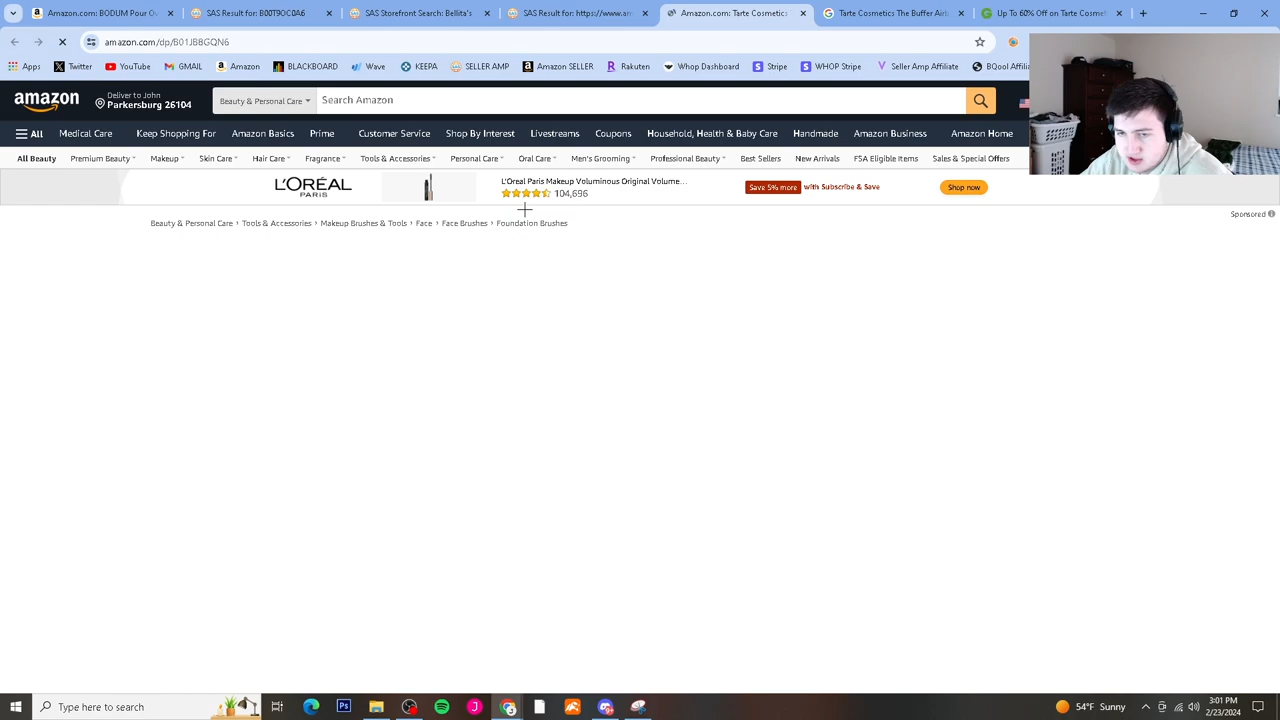 amazon.com: BODUM Pour Ov
SAS Result for: B00T9OC0A6
SAS Storefront Search: Bellita's
SAS Result for: https://www.am
Amazon.com: Tarte Cosmetics
Tarte Cosmetics The Buffer Airb
Up To 60% Off on Tarte Cosmet
amazon.com/dp/B01JB8GQN6
Apps Twitter YouTube GMAIL Amazon BLACKBOARD Wave KEEPA SELLER AMP Amazon SELLER Rakuten Whop Dashboard Stripe WHOP Stripe Seller Amp Affiliate BQool Affilia
amazon
Deliver to John
Parkersburg 26104
Beauty & Personal Care
Search Amazon
All Medical Care Keep Shopping For Amazon Basics Prime Customer Service Shop By Interest Livestreams Coupons Household, Health & Baby Care Handmade Amazon Business Amazon Home
All Beauty Premium Beauty Makeup Skin Care Hair Care Fragrance Tools & Accessories Personal Care Oral Care Men's Grooming Professional Beauty Best Sellers New Arrivals FSA Eligible Items Sales & Special Offers
L'ORÉAL
PARIS
L'Oreal Paris Makeup Voluminous Original Volume...
104,696
Save 5% more with Subscribe & Save
Shop now
Sponsored
Beauty & Personal Care › Tools & Accessories › Makeup Brushes & Tools › Face › Face Brushes › Foundation Brushes
Type here to search
54°F Sunny
3:01 PM
2/23/2024